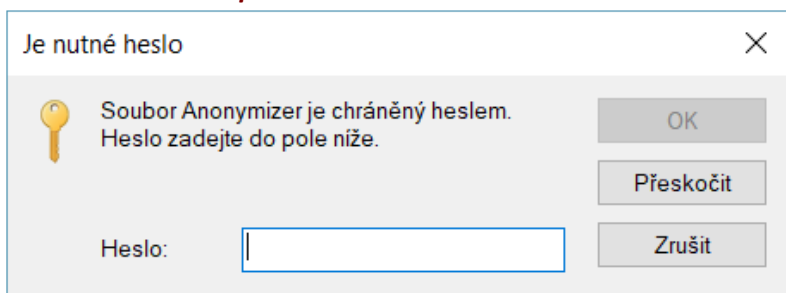 Je nutné heslo
Soubor Anonymizer je chráněný heslem.
Heslo zadejte do pole níže.
OK
Přeskočit
Heslo:
Zrušit